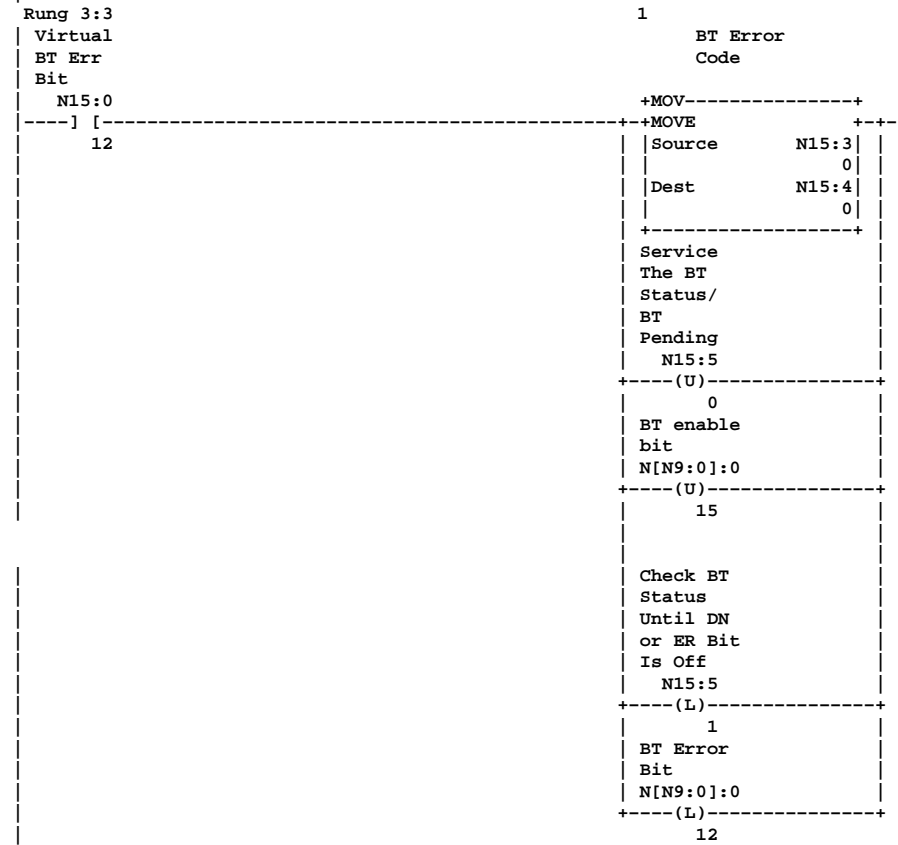 Rung 3:3 1
| Virtual BT Error
| BT Err Code
| Bit
| N15:0 +MOV---------------+
|----] [----------------------------------------------+-+MOVE +-+-
| 12 | |Source N15:3| |
| | | 0| |
| | |Dest N15:4| |
| | | 0| |
| | +------------------+ |
| | Service |
| | The BT |
| | Status/ |
| | BT |
| | Pending |
| | N15:5 |
| +----(U)---------------+
| | 0 |
| | BT enable |
| | bit |
| | N[N9:0]:0 |
| +----(U)---------------+
| | 15 |
| |
| |
| | Check BT |
| | Status |
| | Until DN |
| | or ER Bit |
| | Is Off |
| | N15:5 |
| +----(L)---------------+
| | 1 |
| | BT Error |
| | Bit |
| | N[N9:0]:0 |
| +----(L)---------------+
| 12